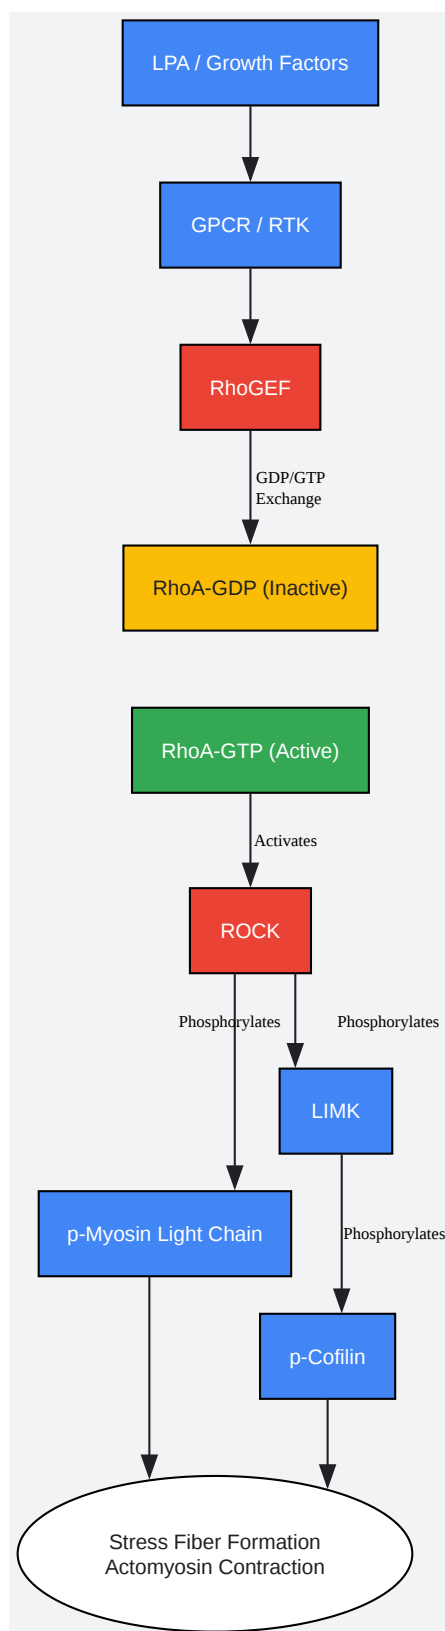 LPA / Growth Factors
GPCR / RTK
RhoGEF
GDP/GTP
Exchange
RhoA-GDP (Inactive)
RhoA-GTP (Active)
Activates
ROCK
Phosphorylates
Phosphorylates
LIMK
p-Myosin Light Chain
Phosphorylates
p-Cofilin
Stress Fiber Formation
Actomyosin Contraction